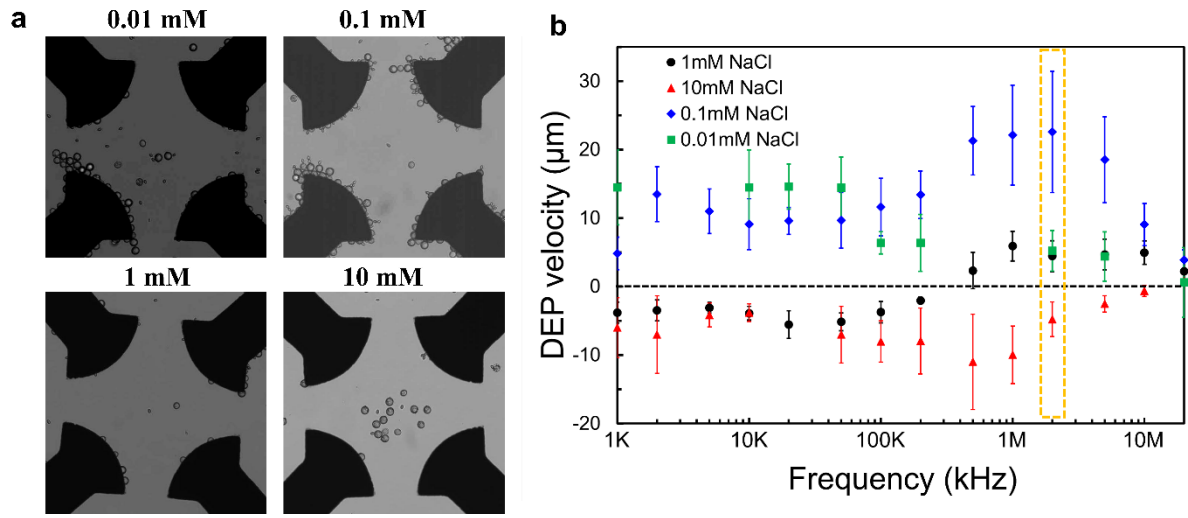 a
0.01 mM
0.1 mM
1 mM
10 mM
b
1mM NaCl
10mM NaCl
0.1mM NaCl
0.01mM NaCl
DEP velocity (μm)
30
20
10
0
-10
-20
1K
10K
100K
1M
10M
Frequency (kHz)